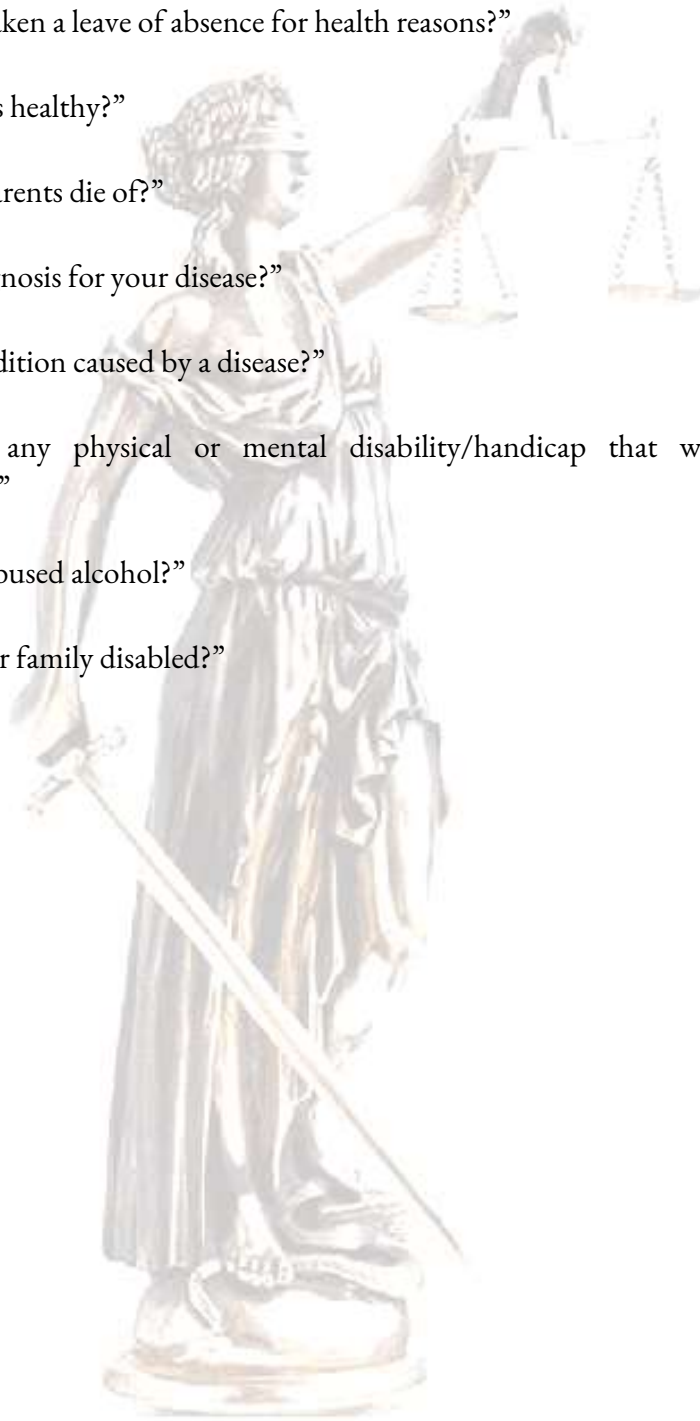 ken a leave of absence for health reasons?”
s healthy?”
rents die of?”
nosis for your disease?”
dition caused by a disease?”
any physical or mental disability/handicap that w
”
bused alcohol?”
r family disabled?”